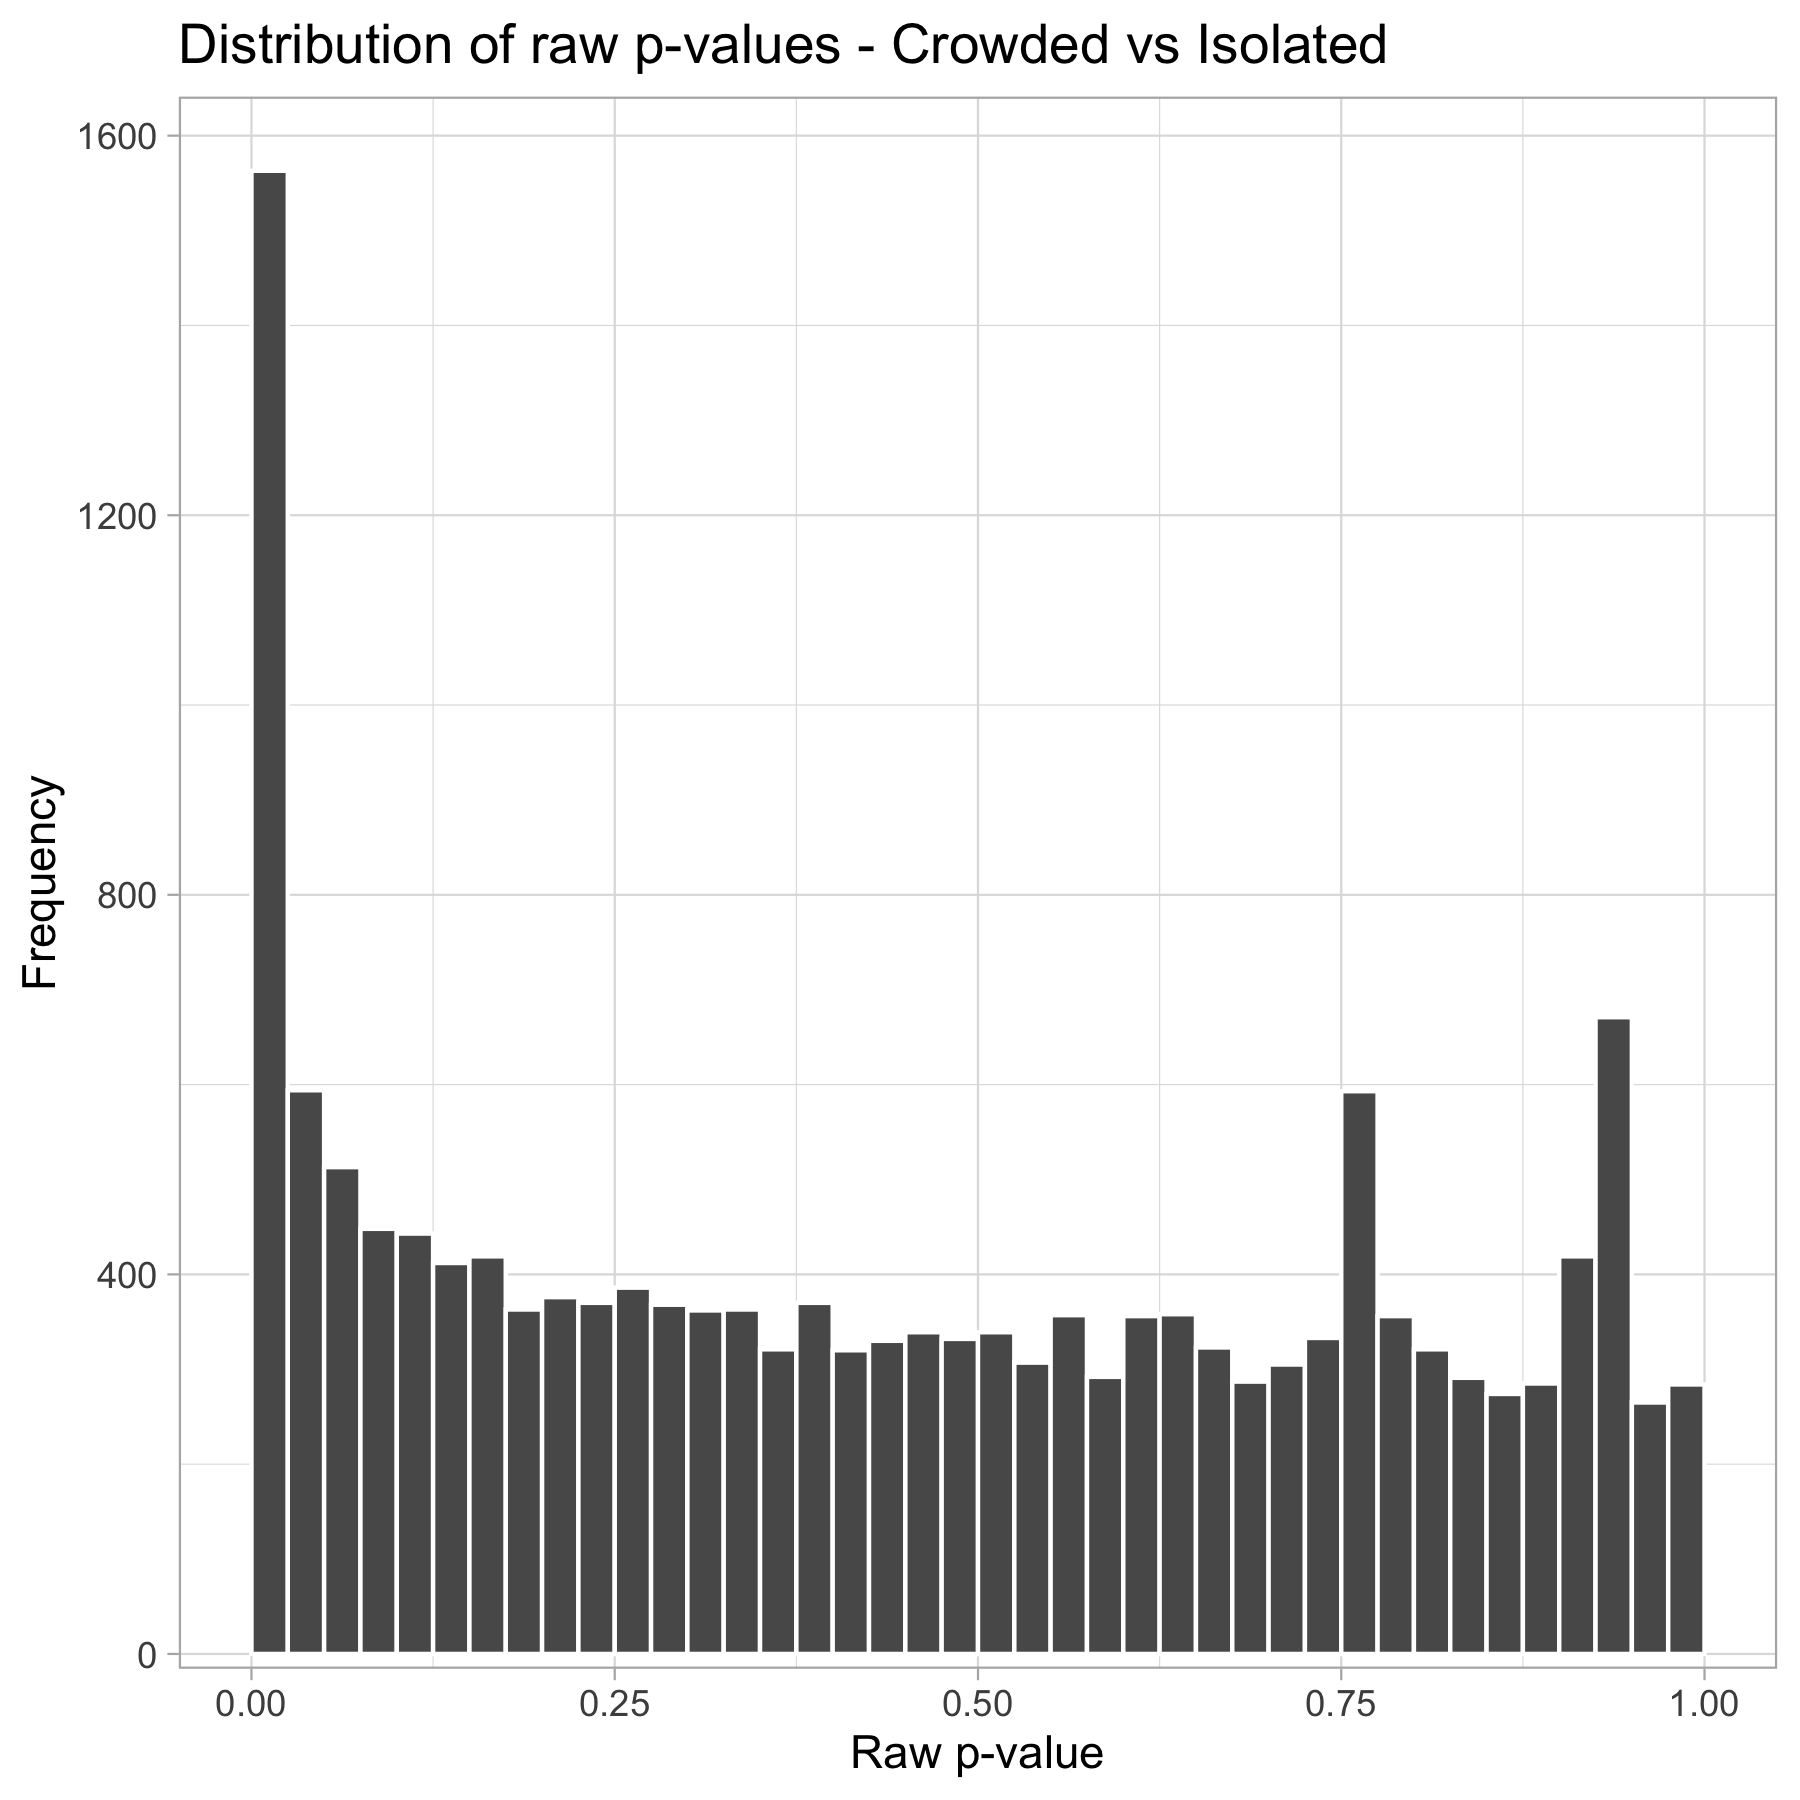 Distribution of raw p-values - Crowded vs Isolated
1600
1200
800
400
0
Frequency
0.00 0.25 0.50 0.75 1.00
Raw p-value